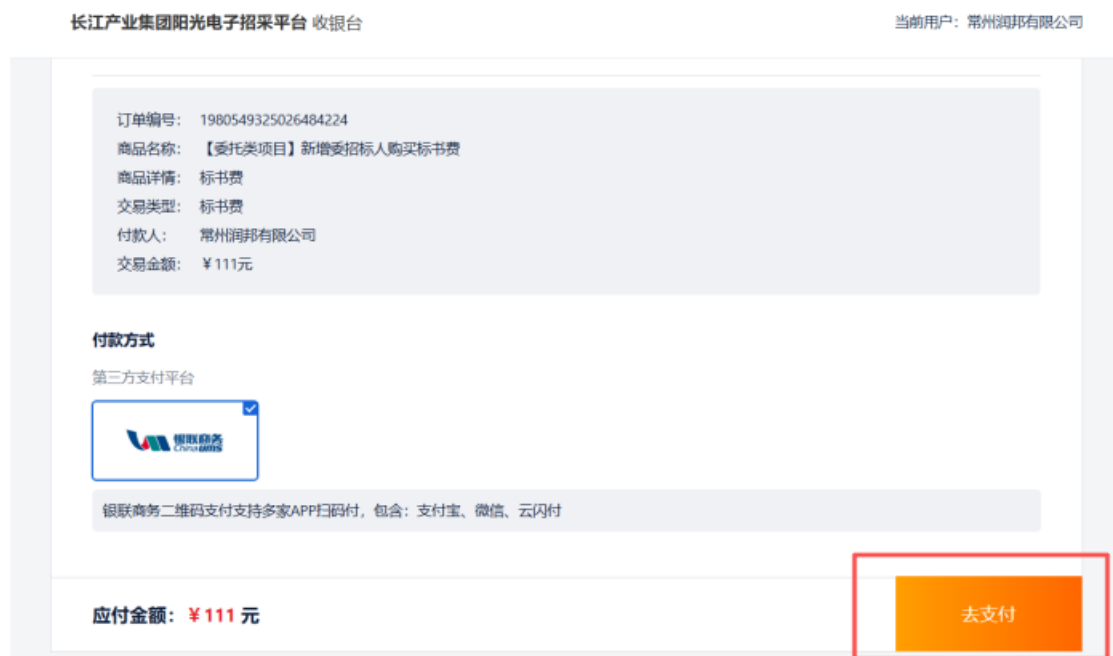 长江产业集团阳光电子招采平台 收银台
当前用户：常州润邦有限公司
订单编号： 1980549325026484224
商品名称： 【委托类项目】新增委招标人购买标书费
商品详情： 标书费
交易类型： 标书费
付款人： 常州润邦有限公司
交易金额： ￥111元
付款方式
第三方支付平台
银联商务
China ums
银联商务二维码支付支持多家APP扫码付，包含：支付宝、微信、云闪付
应付金额：￥111 元
去支付